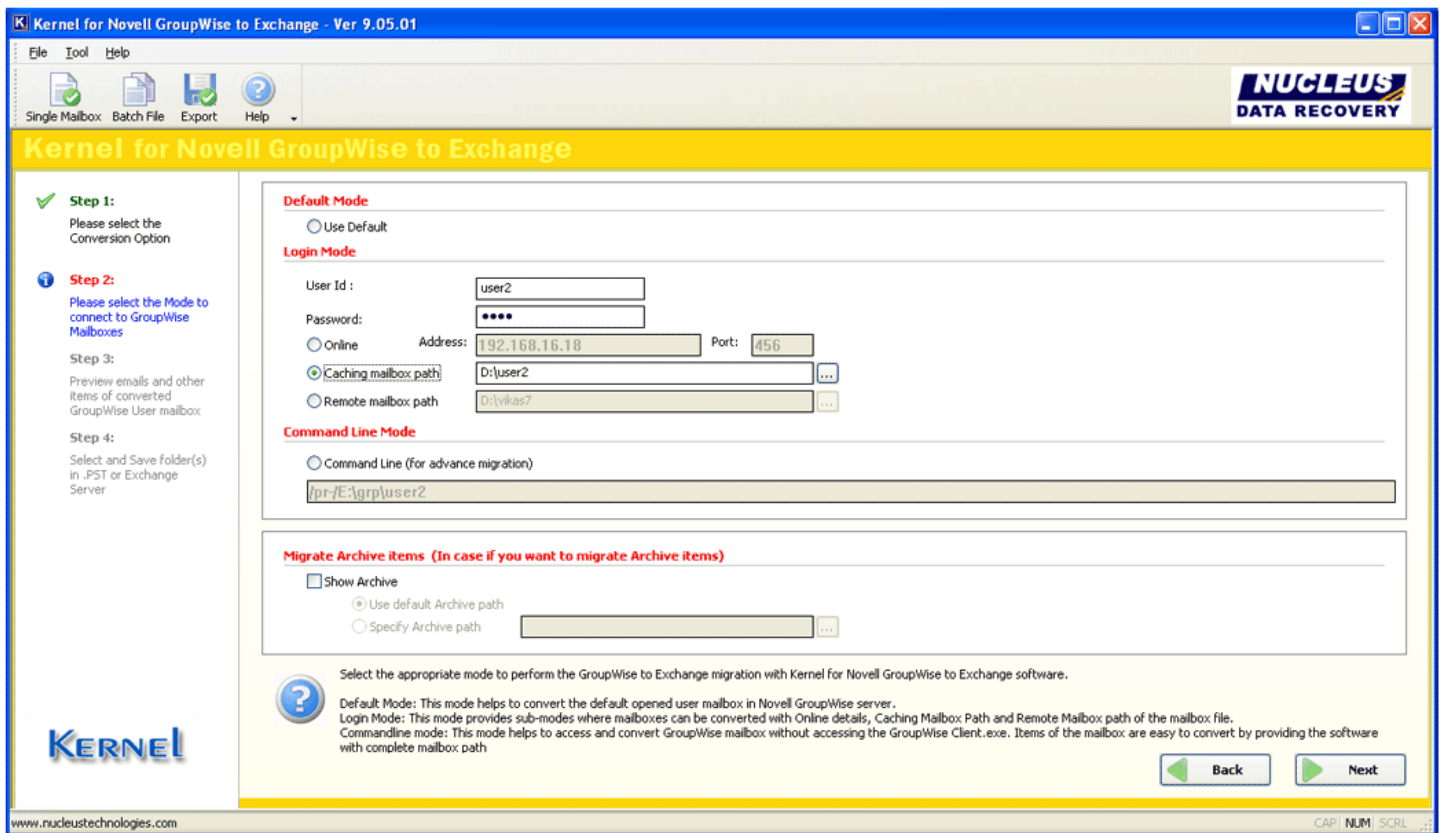 Kernel for Novell GroupWise to Exchange - Ver 9.05.01
File Tool Help
Single Mailbox Batch File Export Help
NUCLEUS
DATA RECOVERY
Kernel for Novell GroupWise to Exchange
Step 1:
Please select the
Conversion Option
Step 2:
Please select the Mode to
connect to GroupWise
Mailboxes
Step 3:
Preview emails and other
items of converted
GroupWise User mailbox
Step 4:
Select and Save folder(s)
in .PST or Exchange
Server
KERNEL
Default Mode
Use Default
Login Mode
User Id : user2
Password: ••••
Online Address: 192.168.16.18 Port: 456
Caching mailbox path D:\user2 ...
Remote mailbox path D:\vikas7 ...
Command Line Mode
Command Line (for advance migration)
/pr-/E:\grp\user2
Migrate Archive items (In case if you want to migrate Archive items)
Show Archive
Use default Archive path
Specify Archive path ...
Select the appropriate mode to perform the GroupWise to Exchange migration with Kernel for Novell GroupWise to Exchange software.
Default Mode: This mode helps to convert the default opened user mailbox in Novell GroupWise server.
Login Mode: This mode provides sub-modes where mailboxes can be converted with Online details, Caching Mailbox Path and Remote Mailbox path of the mailbox file.
Commandline mode: This mode helps to access and convert GroupWise mailbox without accessing the GroupWise Client.exe. Items of the mailbox are easy to convert by providing the software
with complete mailbox path
Back Next
www.nucleustechnologies.com CAP NUM SCRL